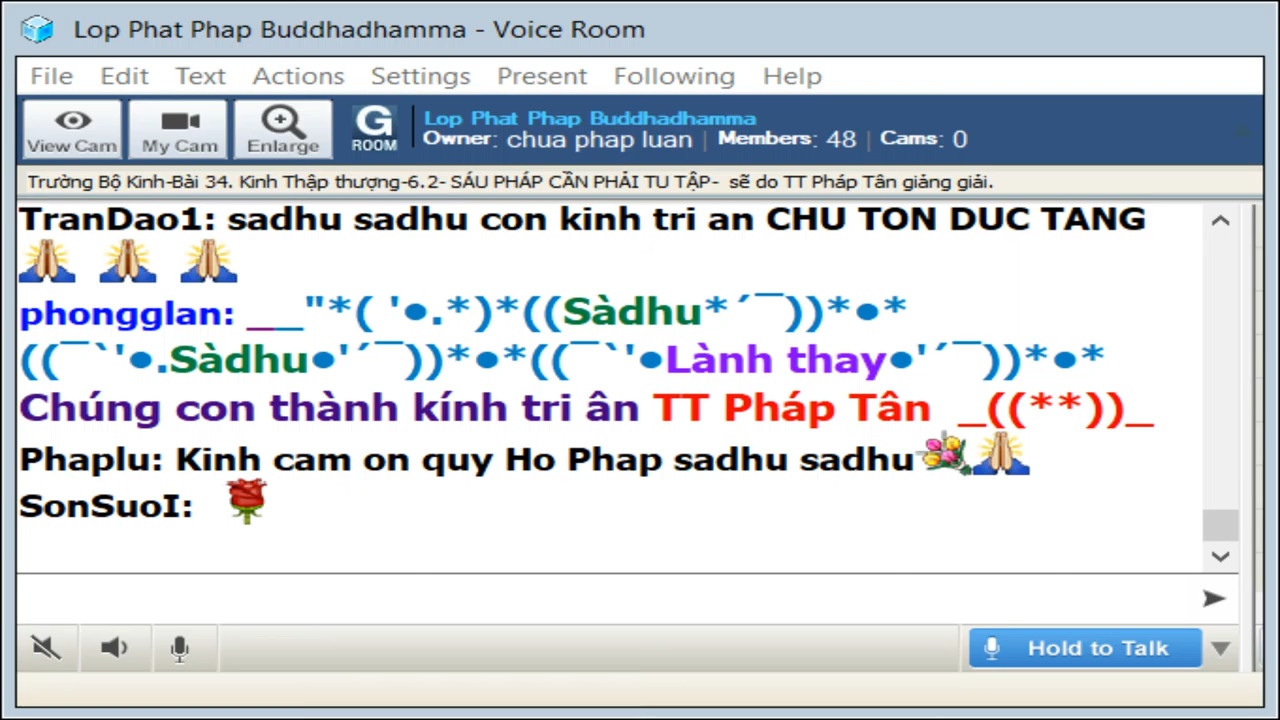 Lop Phat Phap Buddhadhamma - Voice Room
File Edit Text Actions Settings Present Following Help
View Cam My Cam Enlarge G ROOM
Lop Phat Phap Buddhadhamma
Owner: chua phap luan | Members: 48 | Cams: 0
Trường Bộ Kinh-Bài 34. Kinh Thập thượng-6.2- SÁU PHÁP CẦN PHẢI TU TẬP- sẽ do TT Pháp Tân giảng giải.
TranDao1: sadhu sadhu con kinh tri an CHU TON DUC TANG
🙏 🙏 🙏
phongglan: __"*( '●.*)*((Sàdhu*´¯))*●*
((¯`'●.Sàdhu●'´¯))*●*((¯`'●Lành thay●'´¯))*●*
Chúng con thành kính tri ân TT Pháp Tân _((**))_
Phaplu: Kinh cam on quy Ho Phap sadhu sadhu💐🙏
SonSuoI: 🌹
Hold to Talk